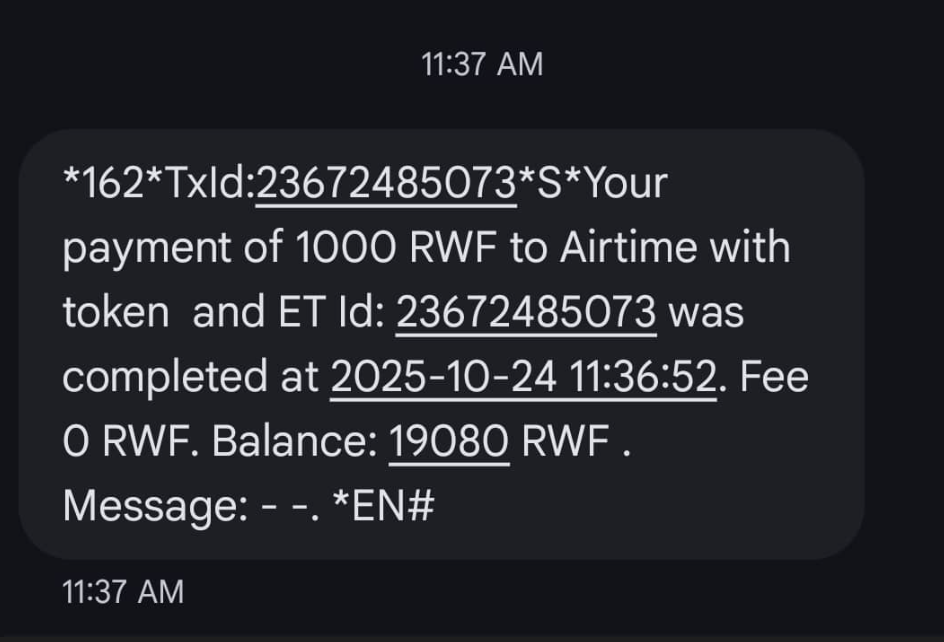 11:37 AM
*162*TxId:23672485073*S*Your
payment of 1000 RWF to Airtime with
token  and ET Id: 23672485073 was
completed at 2025-10-24 11:36:52. Fee
0 RWF. Balance: 19080 RWF .
Message: - -. *EN#
11:37 AM